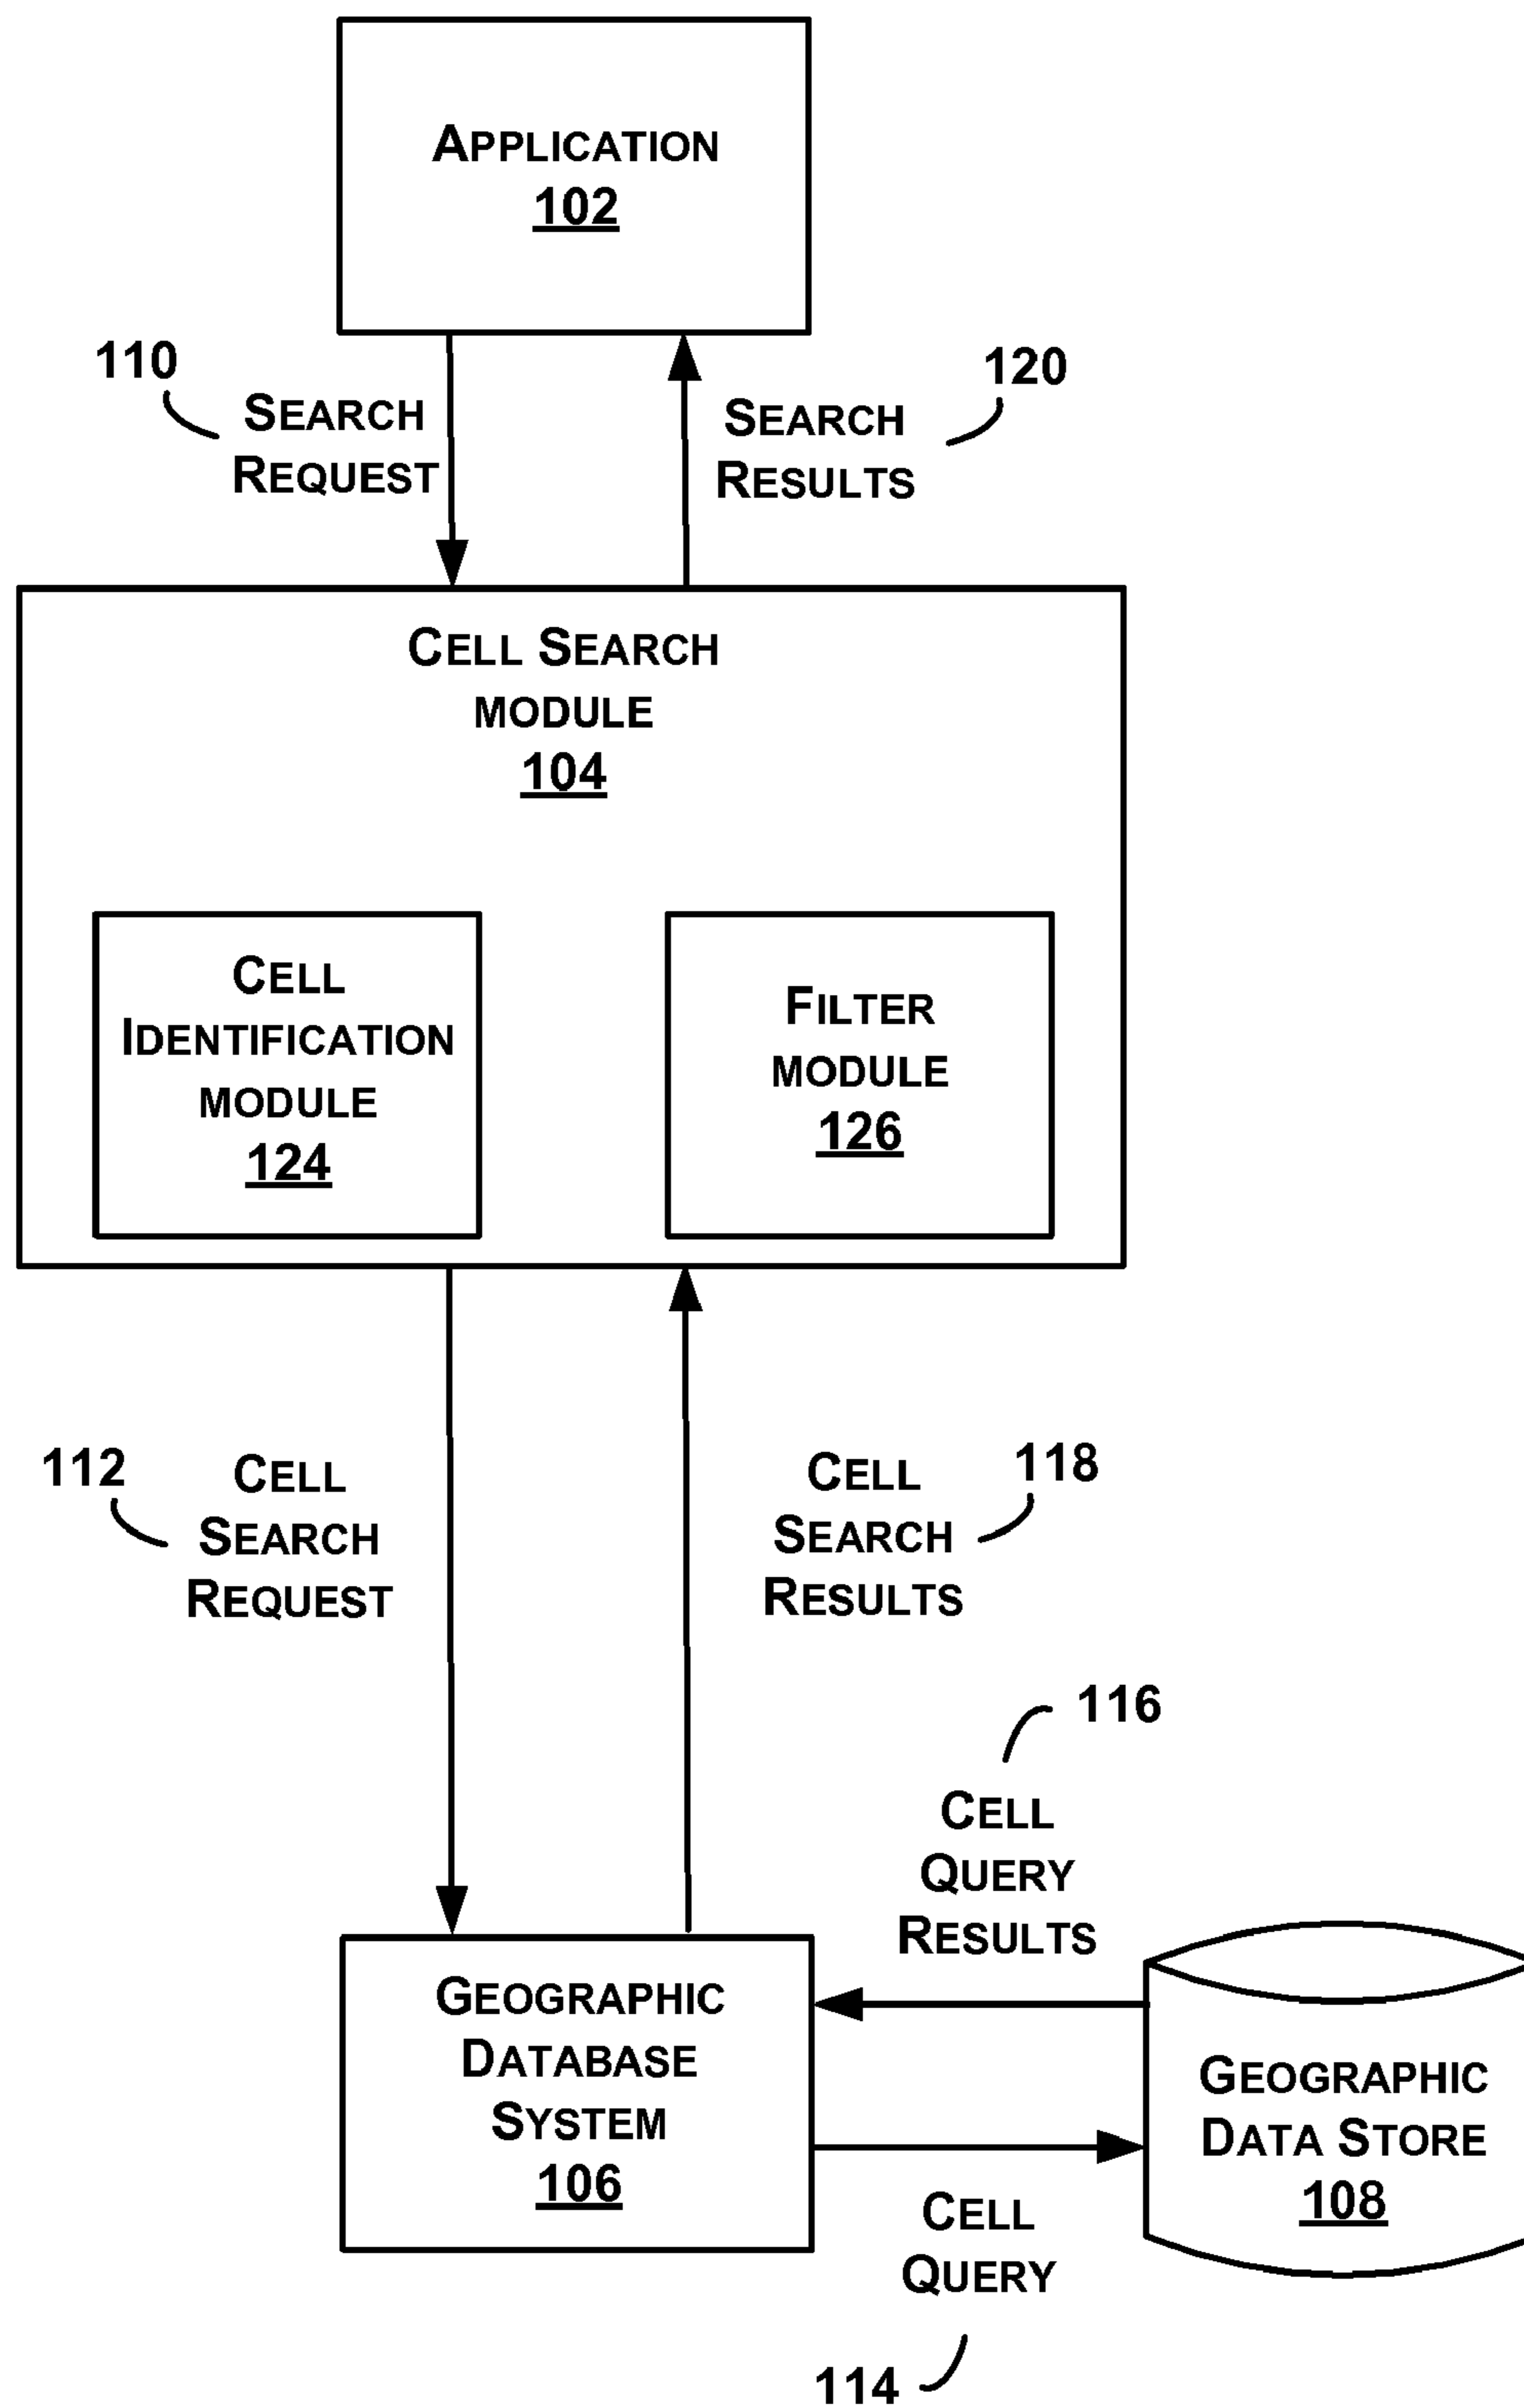 APPLICATION
102
110
SEARCH
REQUEST
120
SEARCH
RESULTS
CELL SEARCH
MODULE
104
CELL
IDENTIFICATION
MODULE
124
FILTER
MODULE
126
112
CELL
SEARCH
REQUEST
118
CELL
SEARCH
RESULTS
116
CELL
QUERY
RESULTS
GEOGRAPHIC
DATABASE
SYSTEM
106
GEOGRAPHIC
DATA STORE
108
CELL
QUERY
114